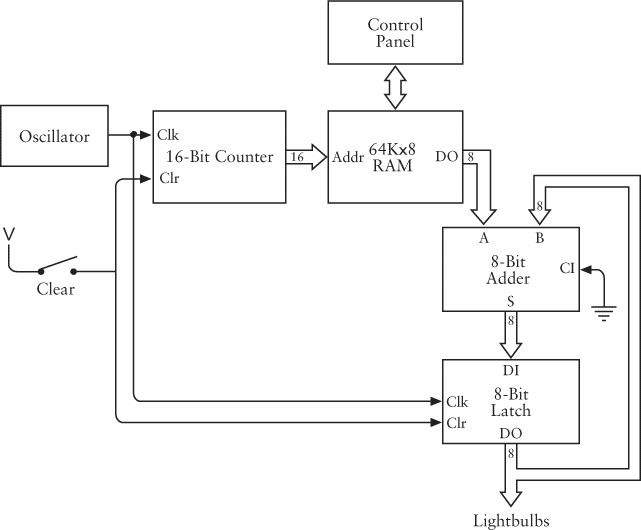 Control
Panel
Oscillator
Clk
16-Bit Counter
Clr
16
Addr
64Kx8
RAM
DO
8
8
V
Clear
A
B
8-Bit
Adder
CI
S
8
DI
Clk
8-Bit
Latch
Clr
DO
8
Lightbulbs